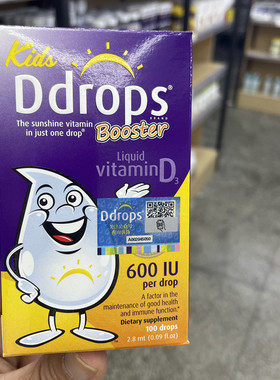 Kids
Ddrops®
BRAND
The sunshine vitamin
in just one drop®
Booster
Liquid
vitamin D3
Ddrops
A002945950
600 IU
per drop
A factor in the
maintenance of good health
and immune function.*
Dietary supplement
100 drops
2.8 mL (0.09 fl oz)